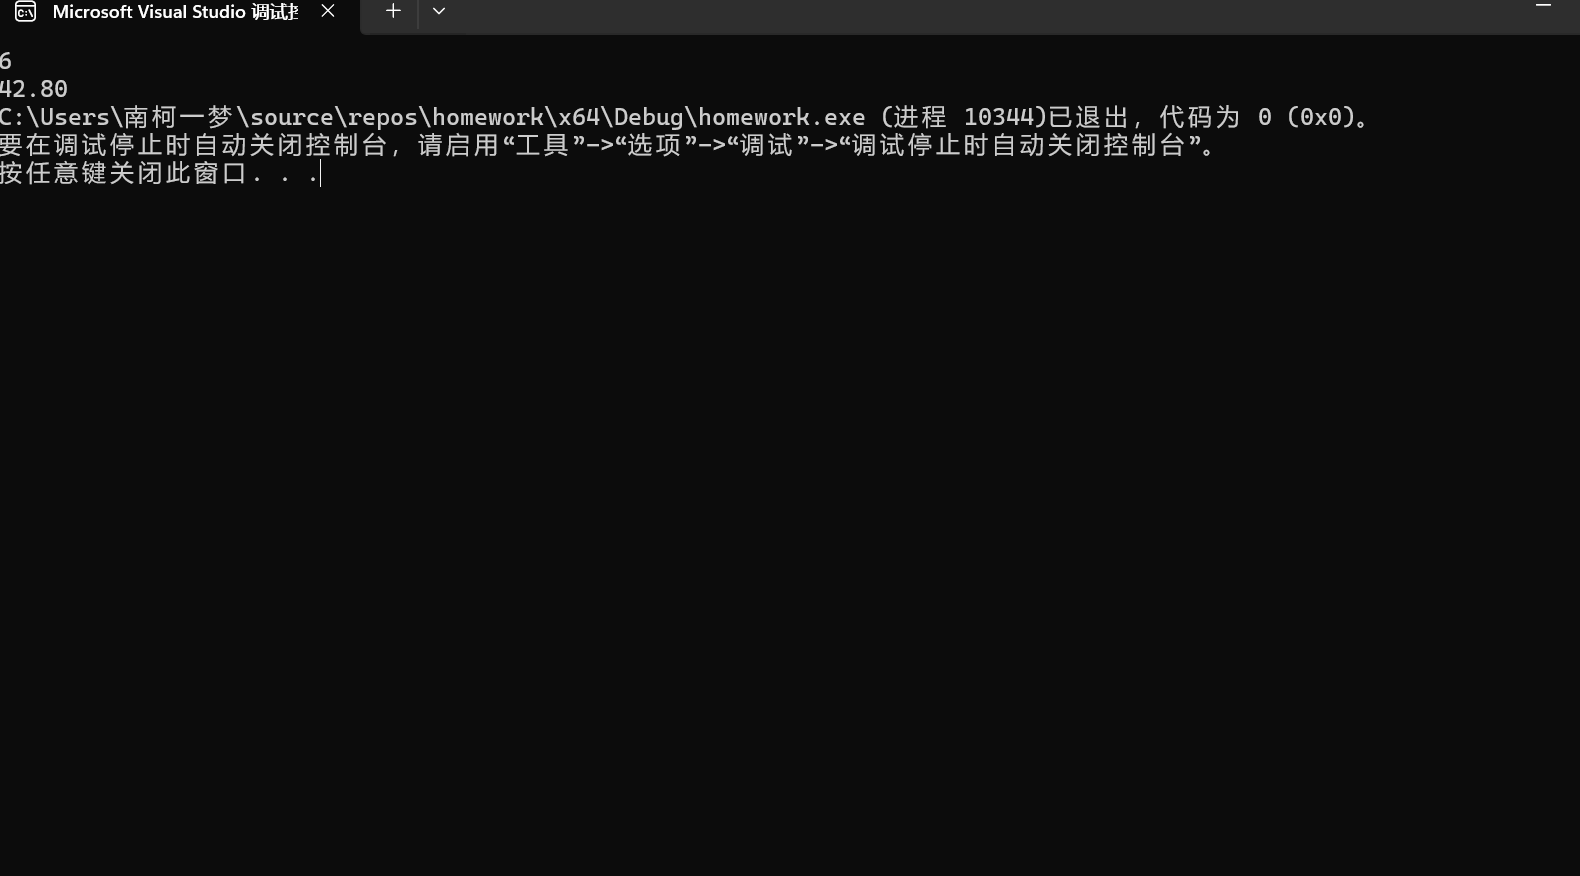 Microsoft Visual Studio 调试
6
42.80
C:\Users\南柯一梦\source\repos\homework\x64\Debug\homework.exe (进程 10344)已退出，代码为 0 (0x0)。
要在调试停止时自动关闭控制台，请启用“工具”->“选项”->“调试”->“调试停止时自动关闭控制台”。
按任意键关闭此窗口. . .